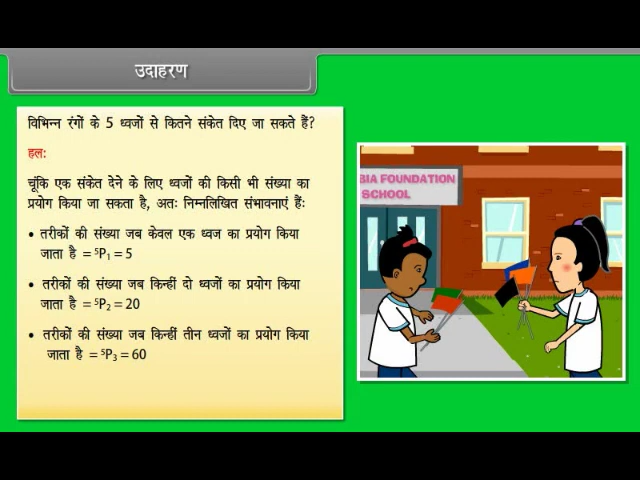 उदाहरण
विभिन्न रंगों के 5 ध्वजों से कितने संकेत दिए जा सकते हैं?
हल:
चूंकि एक संकेत देने के लिए ध्वजों की किसी भी संख्या का
प्रयोग किया जा सकता है, अतः निम्नलिखित संभावनाएं हैं:
• तरीकों की संख्या जब केवल एक ध्वज का प्रयोग किया
जाता है = ⁵P₁ = 5
• तरीकों की संख्या जब किन्हीं दो ध्वजों का प्रयोग किया
जाता है = ⁵P₂ = 20
• तरीकों की संख्या जब किन्हीं तीन ध्वजों का प्रयोग किया
जाता है = ⁵P₃ = 60
BIA FOUNDATION
SCHOOL